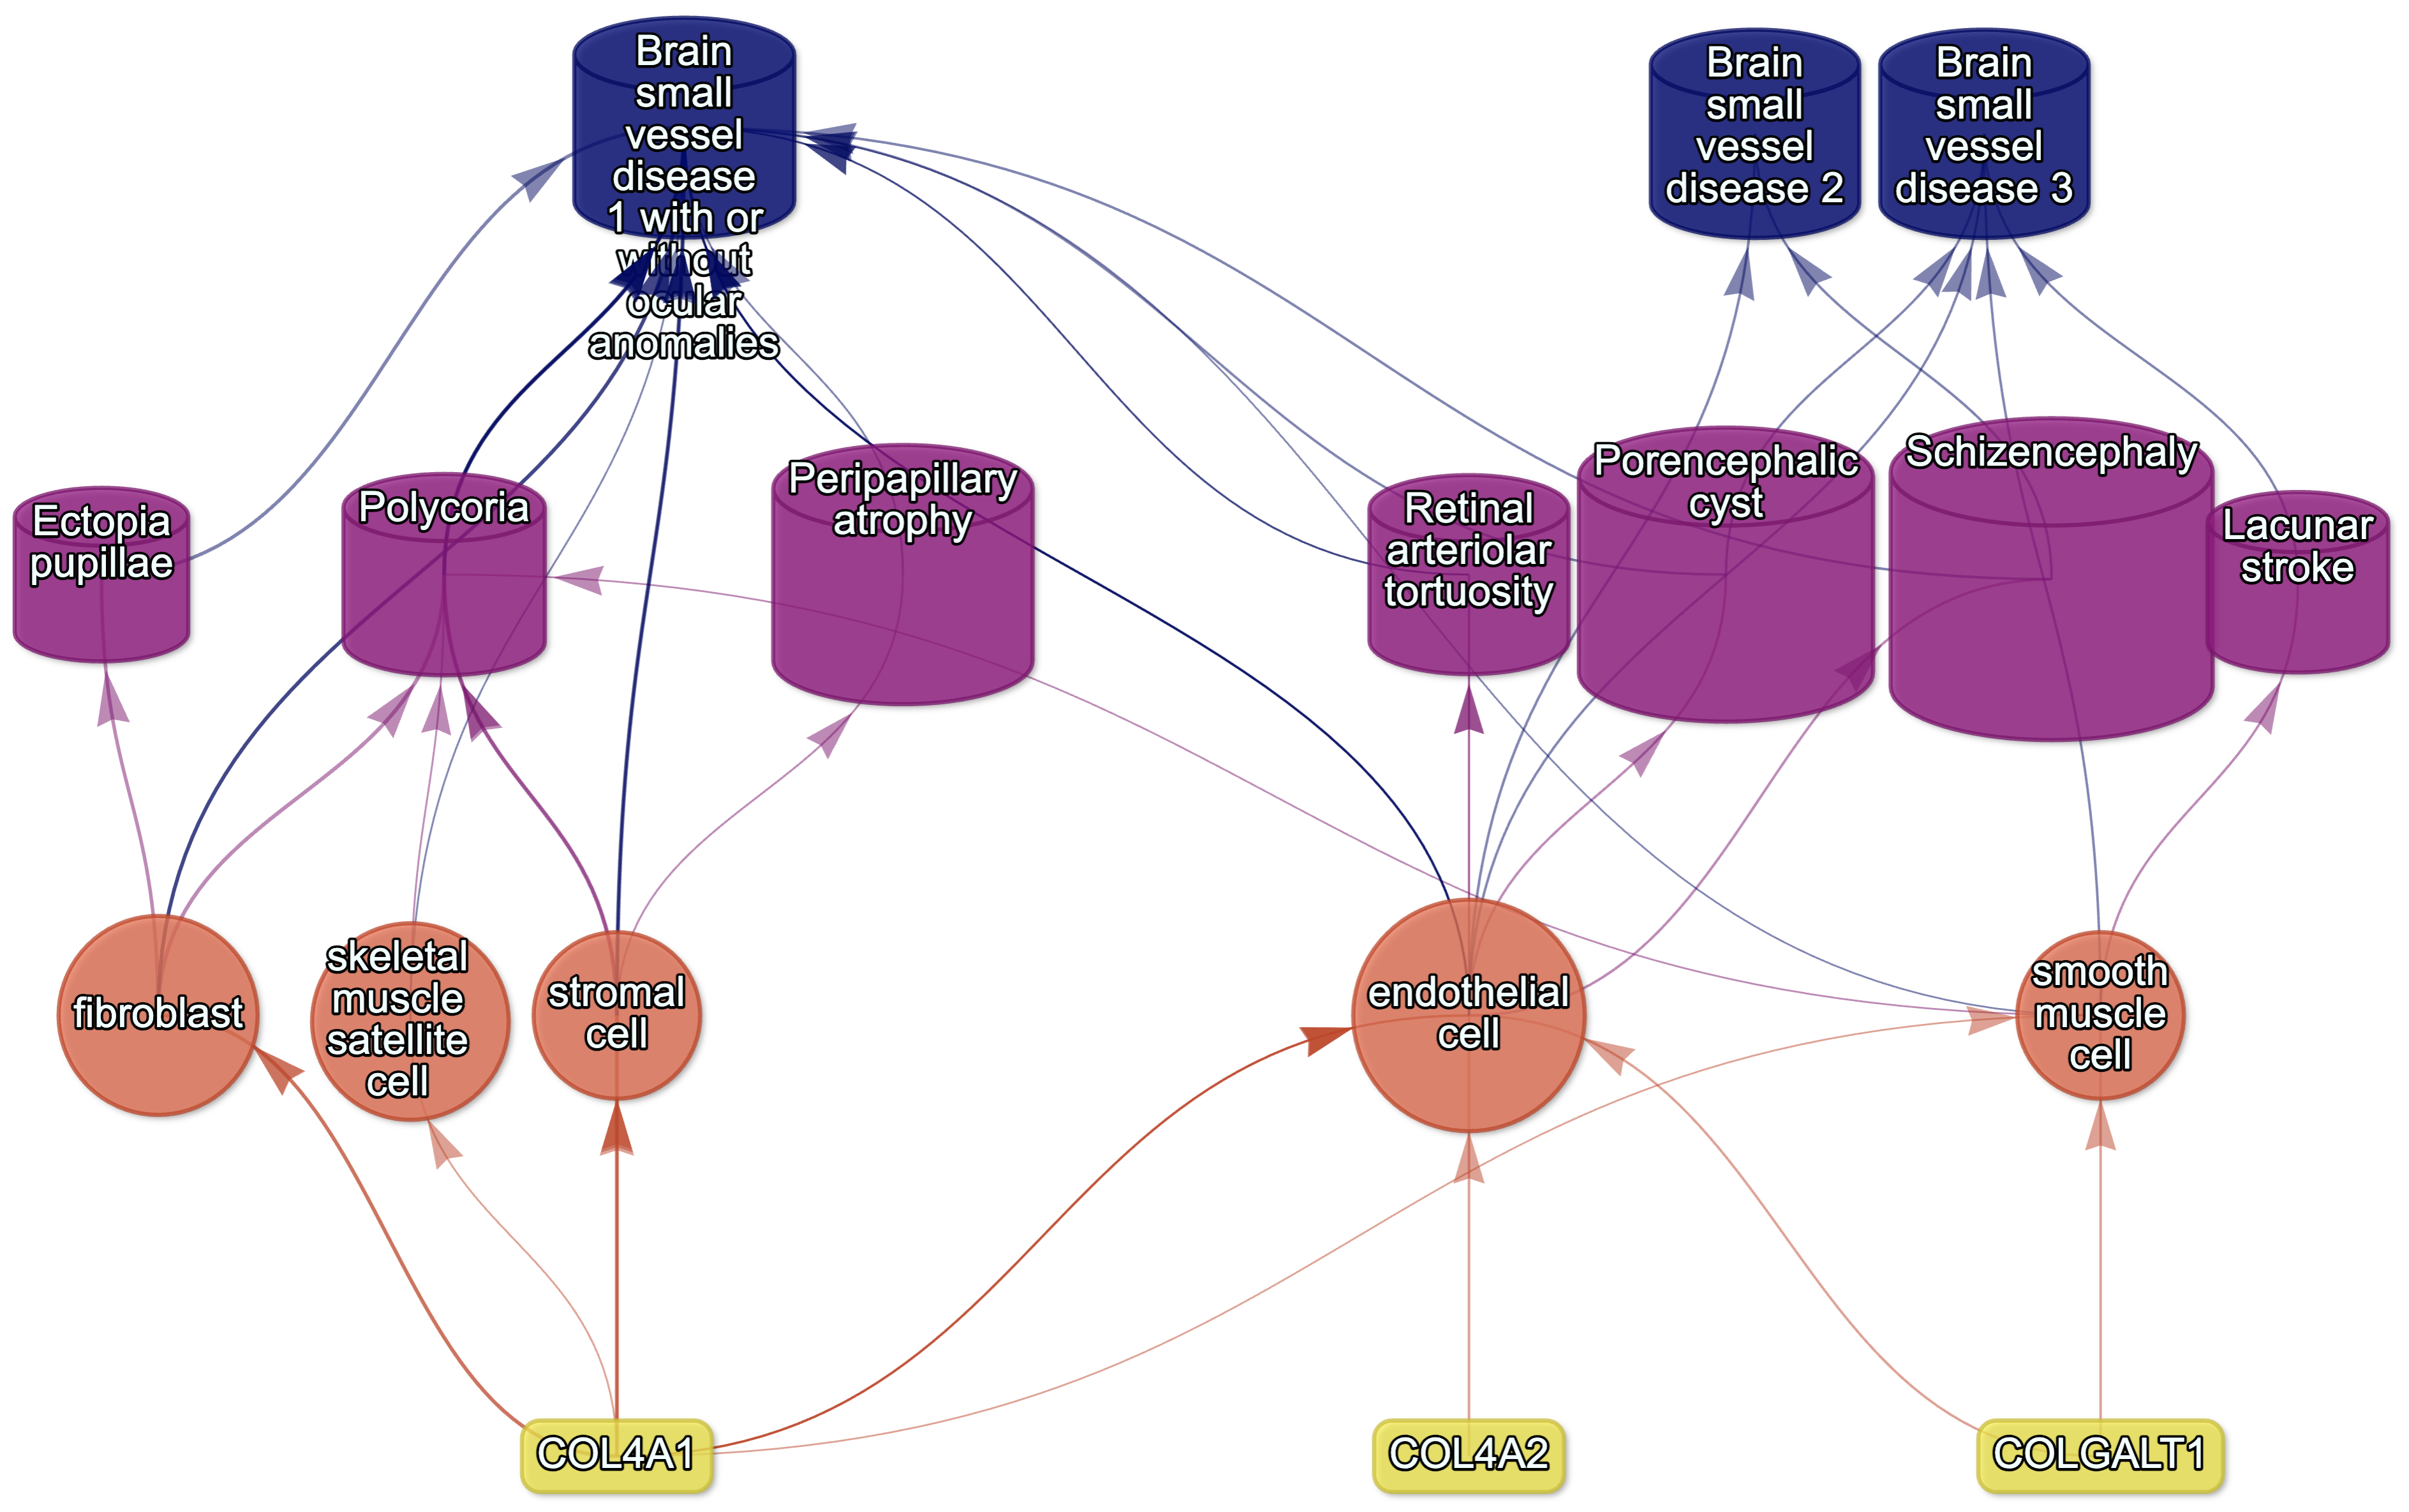 Brain
small
vessel
disease
1 with or
without
ocular
anomalies
Brain
small
vessel
disease 2
Brain
small
vessel
disease 3
Ectopia
pupillae
Polycoria
Peripapillary
atrophy
Retinal
arteriolar
tortuosity
Porencephalic
cyst
Schizencephaly
Lacunar
stroke
fibroblast
skeletal
muscle
satellite
cell
stromal
cell
endothelial
cell
smooth
muscle
cell
COL4A1
COL4A2
COLGALT1